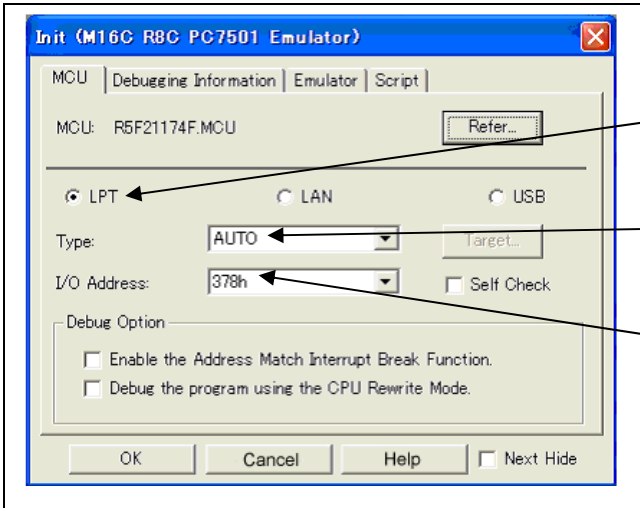 Init (M16C R8C PC7501 Emulator)
MCU Debugging Information Emulator Script
MCU: R5F21174F.MCU Refer...
LPT LAN USB
Type: AUTO Target...
I/O Address: 378h Self Check
Debug Option
Enable the Address Match Interrupt Break Function.
Debug the program using the CPU Rewrite Mode.
OK Cancel Help Next Hide